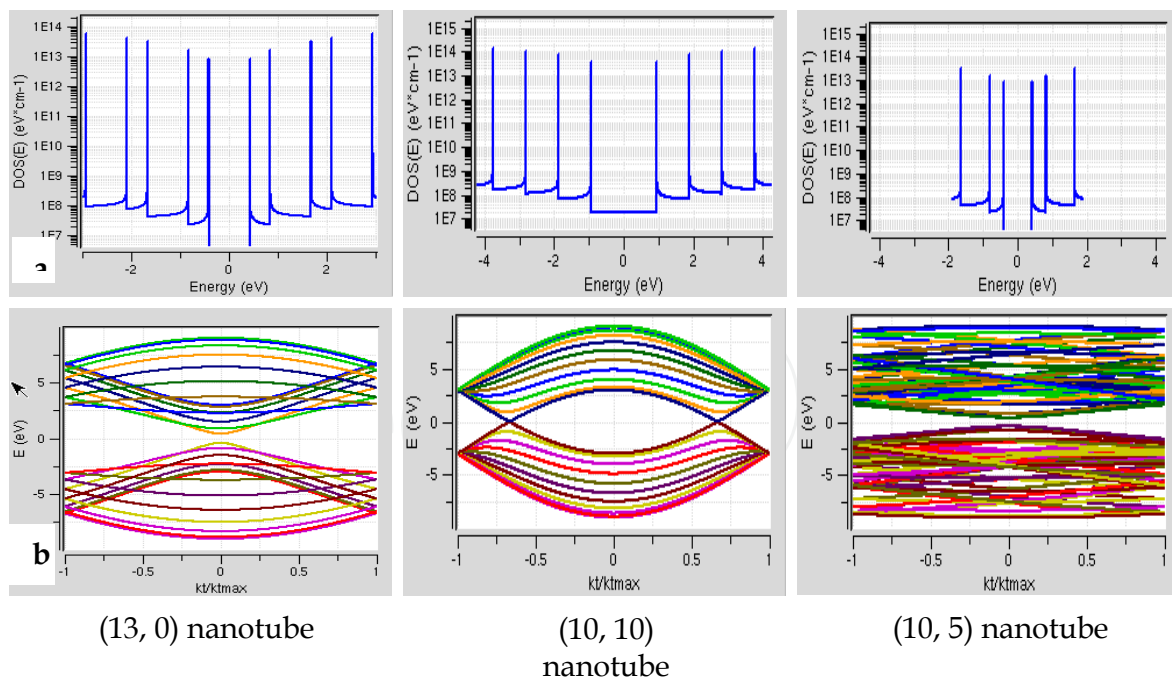 DOS(E) (eV*cm-1)
1E14
1E13
1E12
1E11
1E10
1E9
1E8
1E7
-2
0
2
Energy (eV)
a
DOS(E) (eV*cm-1)
1E15
1E14
1E13
1E12
1E11
1E10
1E9
1E8
1E7
-4
-2
0
2
4
Energy (eV)
DOS(E) (eV*cm-1)
1E15
1E14
1E13
1E12
1E11
1E10
1E9
1E8
1E7
-4
-2
0
2
4
Energy (eV)
E (eV)
5
0
-5
-1
-0.5
0
0.5
1
kt/ktmax
b
E (eV)
5
0
-5
-1
-0.5
0
0.5
1
kt/ktmax
E (eV)
5
0
-5
-1
-0.5
0
0.5
1
kt/ktmax
(13, 0) nanotube
(10, 10)
nanotube
(10, 5) nanotube